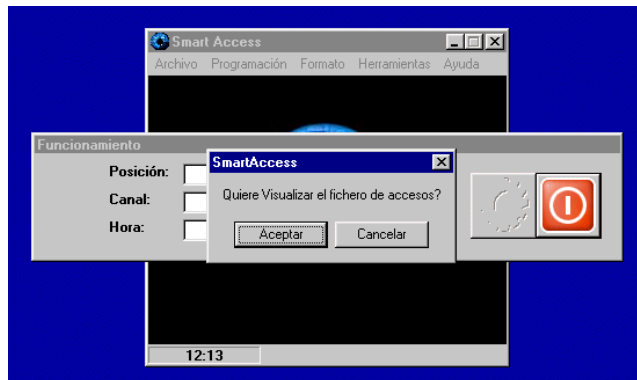 Smart Access
Archivo Programación Formato Herramientas Ayuda
Funcionamiento
Posición:
Canal:
Hora:
SmartAccess
Quiere Visualizar el fichero de accesos?
Aceptar Cancelar
12:13